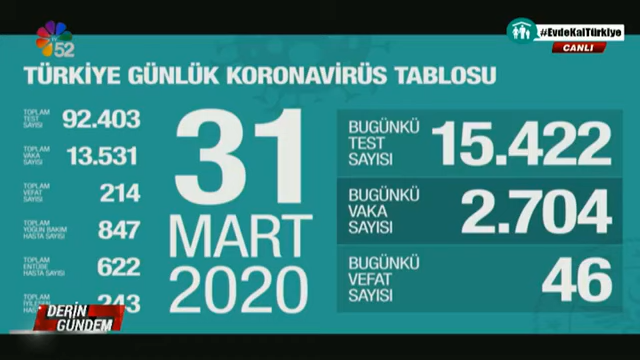 52
#EvdeKalTürkiye
CANLI
TÜRKİYE GÜNLÜK KORONAVİRÜS TABLOSU
TOPLAM
TEST
SAYISI
92.403
TOPLAM
VAKA
SAYISI
13.531
TOPLAM
VEFAT
SAYISI
214
TOPLAM
YOĞUN BAKIM
HASTA SAYISI
847
TOPLAM
ENTÜBE
HASTA SAYISI
622
TOPLAM
243
31
MART
2020
BUGÜNKÜ
TEST
SAYISI
15.422
BUGÜNKÜ
VAKA
SAYISI
2.704
BUGÜNKÜ
VEFAT
SAYISI
46
DERİN
GÜNDEM